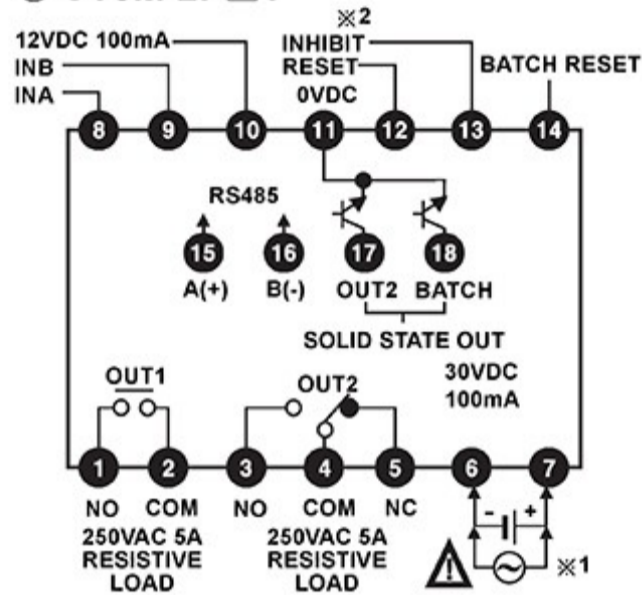 ※2
12VDC 100mA
INHIBIT
INB
RESET
BATCH RESET
INA
0VDC
8 9 10 11 12 13 14
RS485
15 16 17 18
A(+) B(-) OUT2 BATCH
SOLID STATE OUT
30VDC
100mA
OUT1
OUT2
1 2 3 4 5 6 7
NO COM NO COM NC
- +
250VAC 5A
RESISTIVE
LOAD
250VAC 5A
RESISTIVE
LOAD
※1